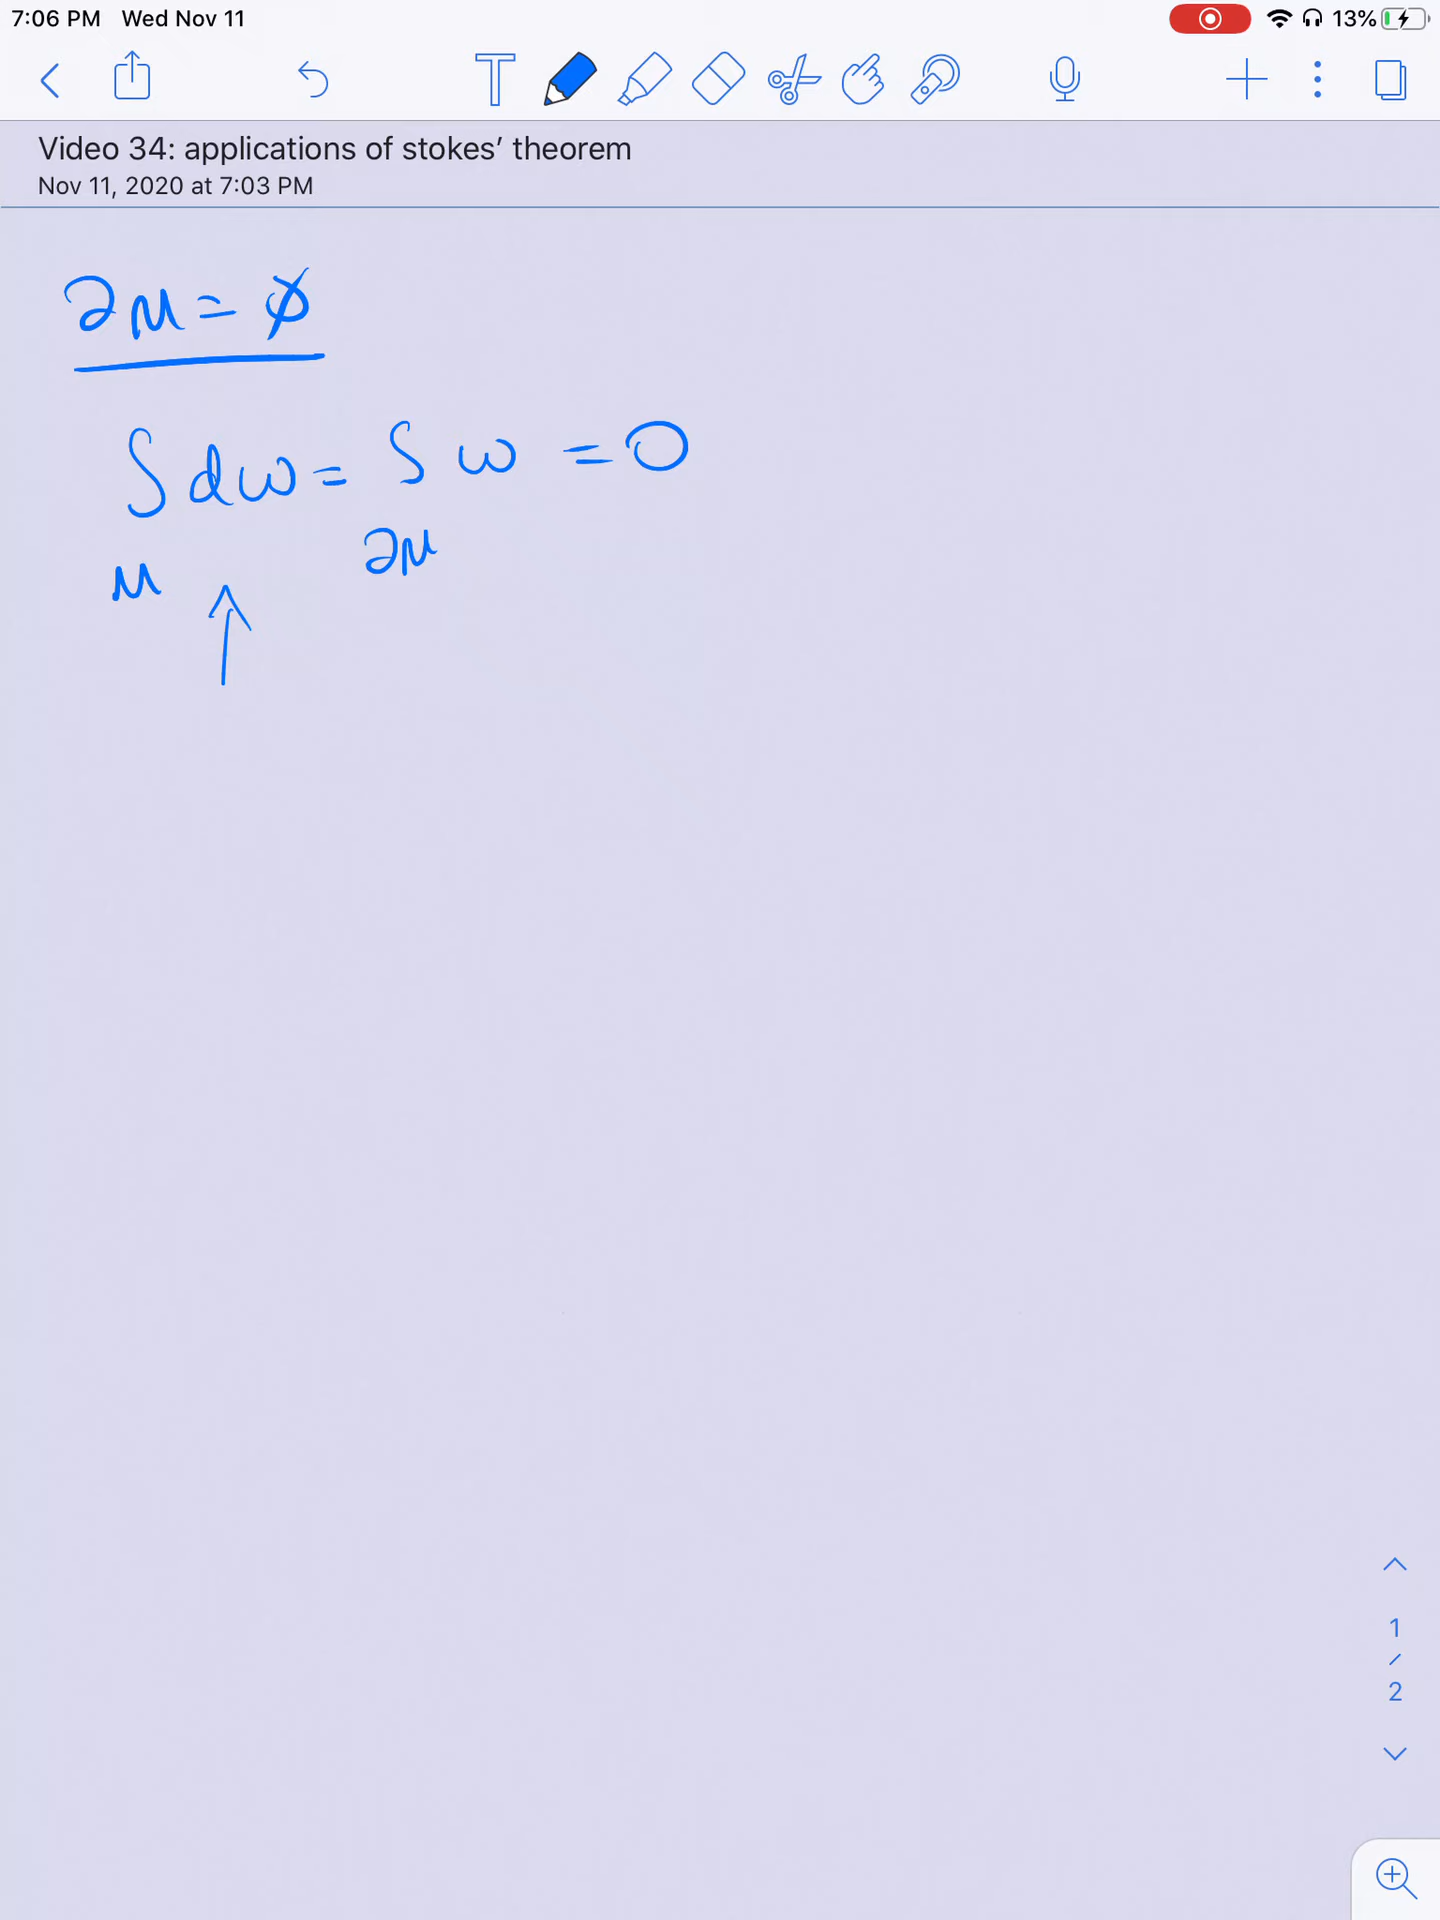 7:06 PM Wed Nov 11 13%
T
Video 34: applications of stokes’ theorem
Nov 11, 2020 at 7:03 PM
∂M = ∅
∫ dω = ∫ ω = 0
M ∂M
↑
1
/
2